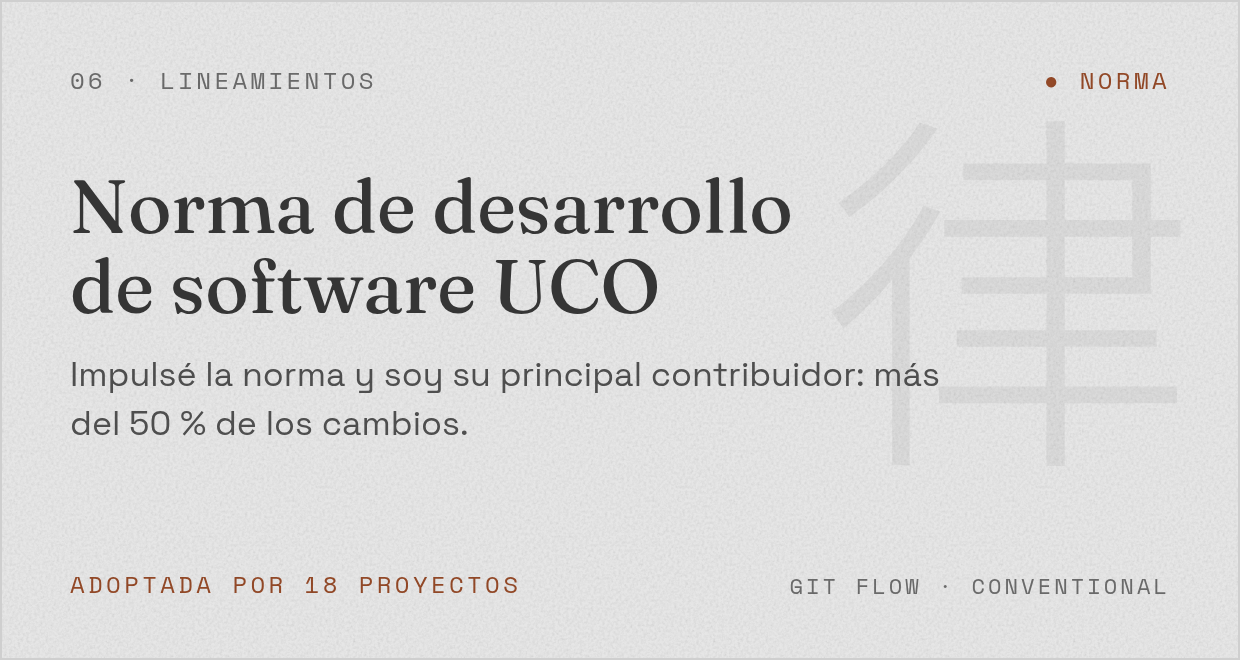 06 · LINEAMIENTOS
• NORMA
律
Norma de desarrollo
de software UCO
Impulsé la norma y soy su principal contribuidor: más
del 50 % de los cambios.
ADOPTADA POR 18 PROYECTOS
GIT FLOW · CONVENTIONAL